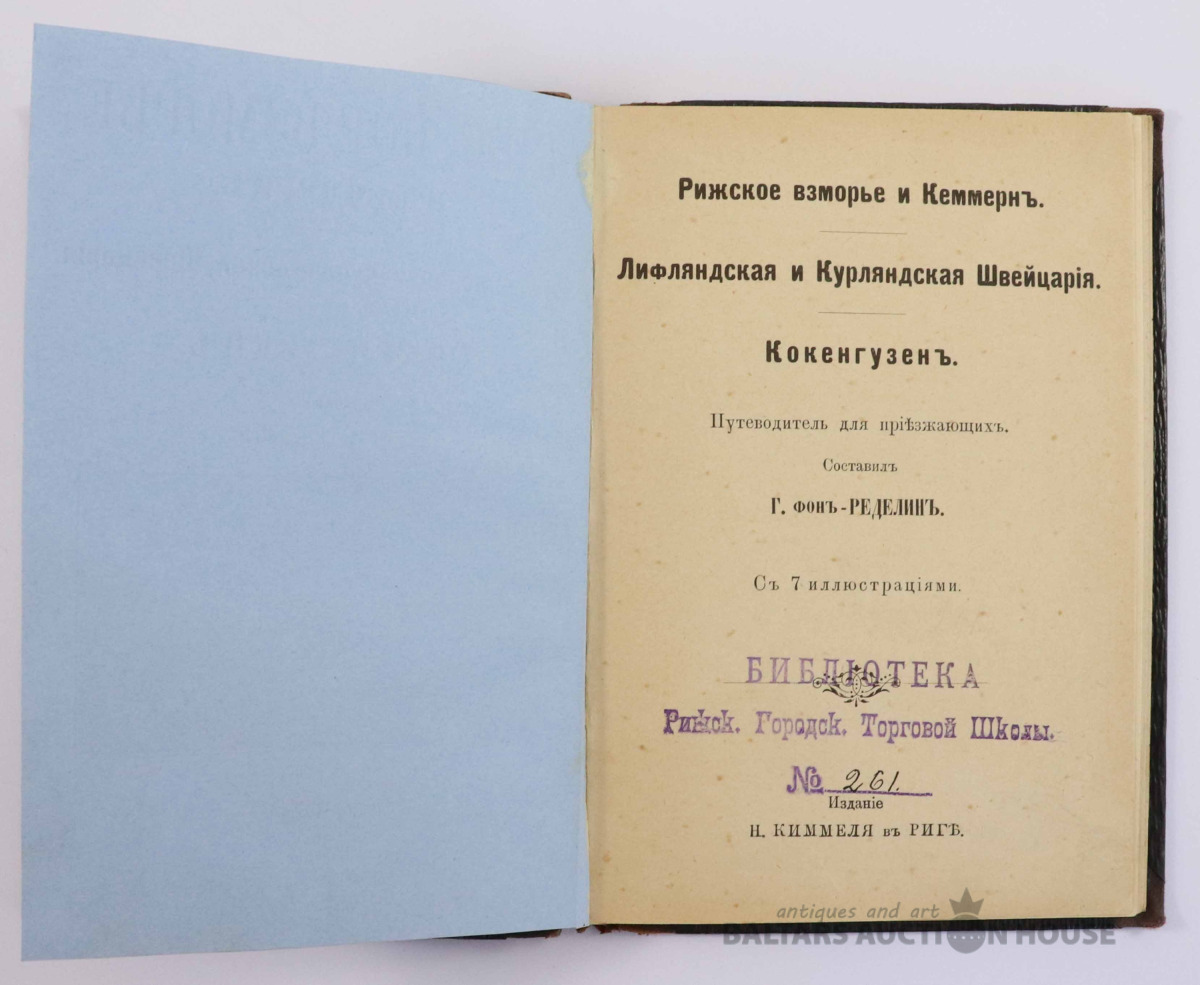 Рижское взморье и Кеммернъ.
Лифляндская и Курляндская Швейцарія.
Кокенгузенъ.
Путеводитель для пріѣзжающихъ.
Составилъ
Г. фонъ-РЕДЕЛИНЪ.
Съ 7 иллюстраціями.
БИБЛІОТЕКА
Рижск. Городск. Торговой Школы.
№ 261.
Изданіе
Н. КИММЕЛЯ въ РИГѢ.
antiques and art
BALTARS AUCTION HOUSE